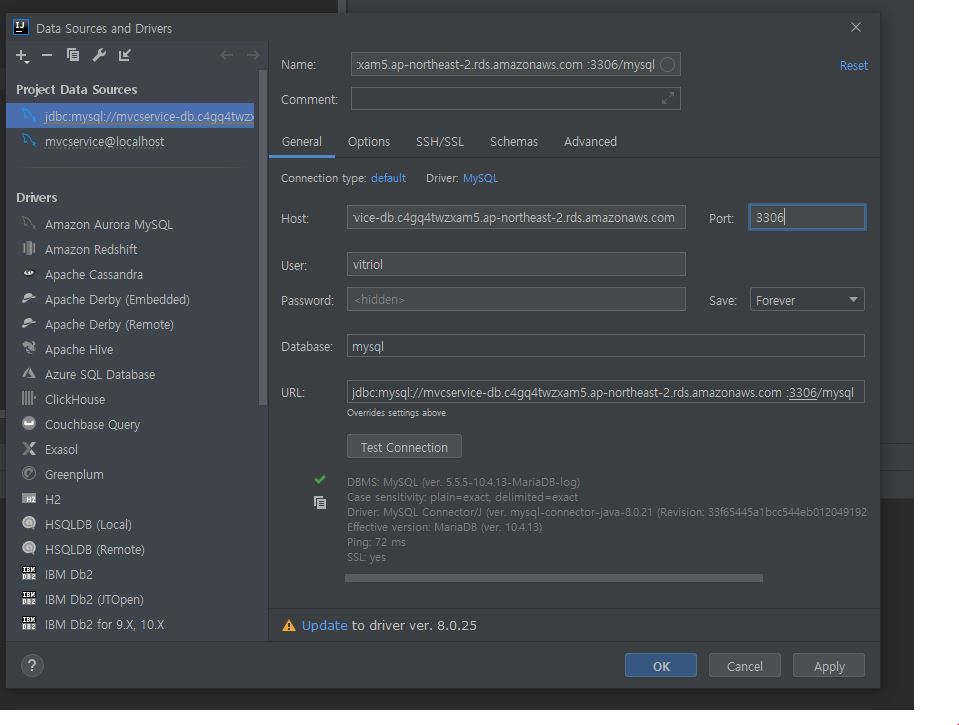 Data Sources and Drivers
Name: :xam5.ap-northeast-2.rds.amazonaws.com :3306/mysql Reset
Project Data Sources
Comment:
jdbc:mysql://mvcservice-db.c4gq4twzx
mvcservice@localhost
General Options SSH/SSL Schemas Advanced
Connection type: default Driver: MySQL
Drivers
Host: vice-db.c4gq4twzxam5.ap-northeast-2.rds.amazonaws.com Port: 3306
Amazon Aurora MySQL
Amazon Redshift
User: vitriol
Apache Cassandra
Apache Derby (Embedded)
Password: <hidden> Save: Forever
Apache Derby (Remote)
Apache Hive
Database: mysql
Azure SQL Database
ClickHouse
URL: jdbc:mysql://mvcservice-db.c4gq4twzxam5.ap-northeast-2.rds.amazonaws.com :3306/mysql
Overrides settings above
Couchbase Query
Exasol
Test Connection
Greenplum
DBMS: MySQL (ver. 5.5.5-10.4.13-MariaDB-log)
Case sensitivity: plain=exact, delimited=exact
H2
Driver: MySQL Connector/J (ver. mysql-connector-java-8.0.21 (Revision: 33f65445a1bcc544eb012049192
HSQLDB (Local)
Effective version: MariaDB (ver. 10.4.13)
Ping: 72 ms
HSQLDB (Remote)
SSL: yes
IBM Db2
IBM Db2 (JTOpen)
IBM Db2 for 9.X, 10.X
Update to driver ver. 8.0.25
? OK Cancel Apply